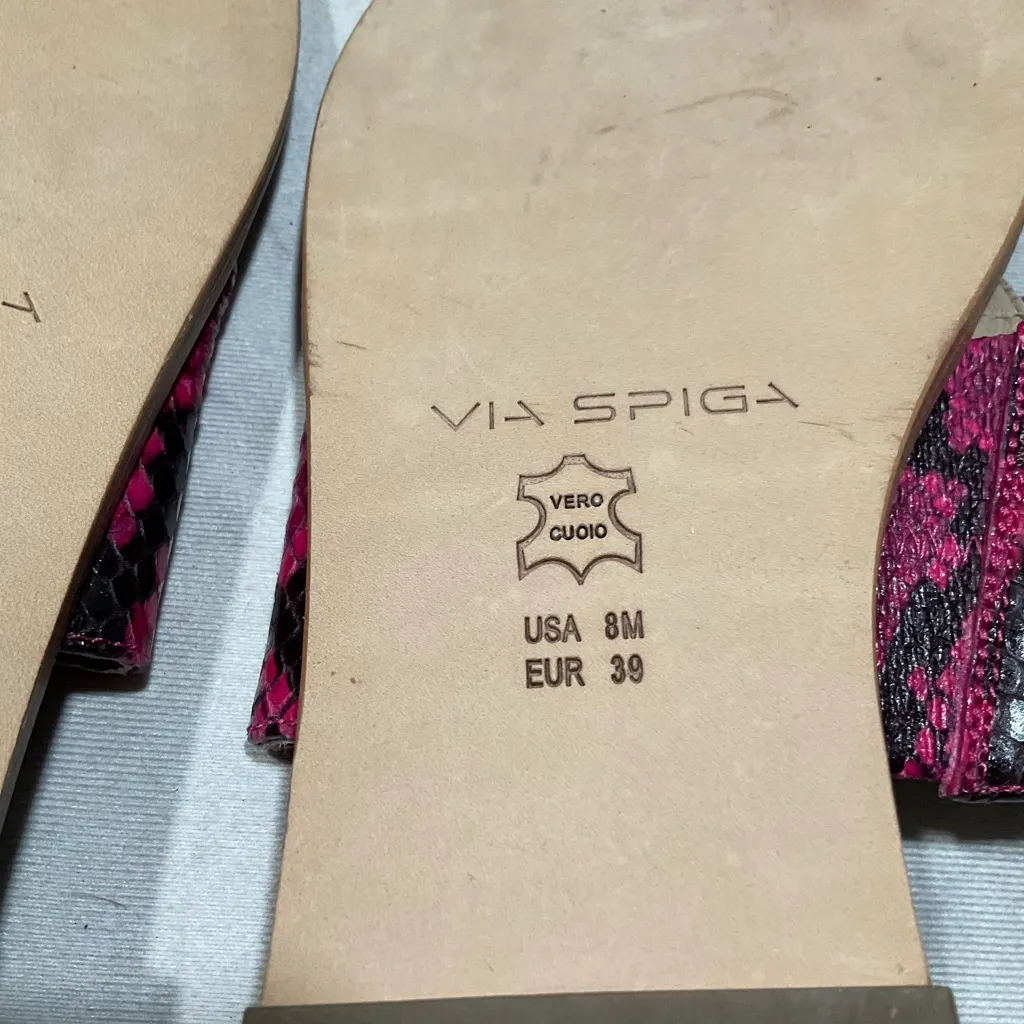 VIA SPIGA
VERO
CUOIO
USA 8M
EUR 39